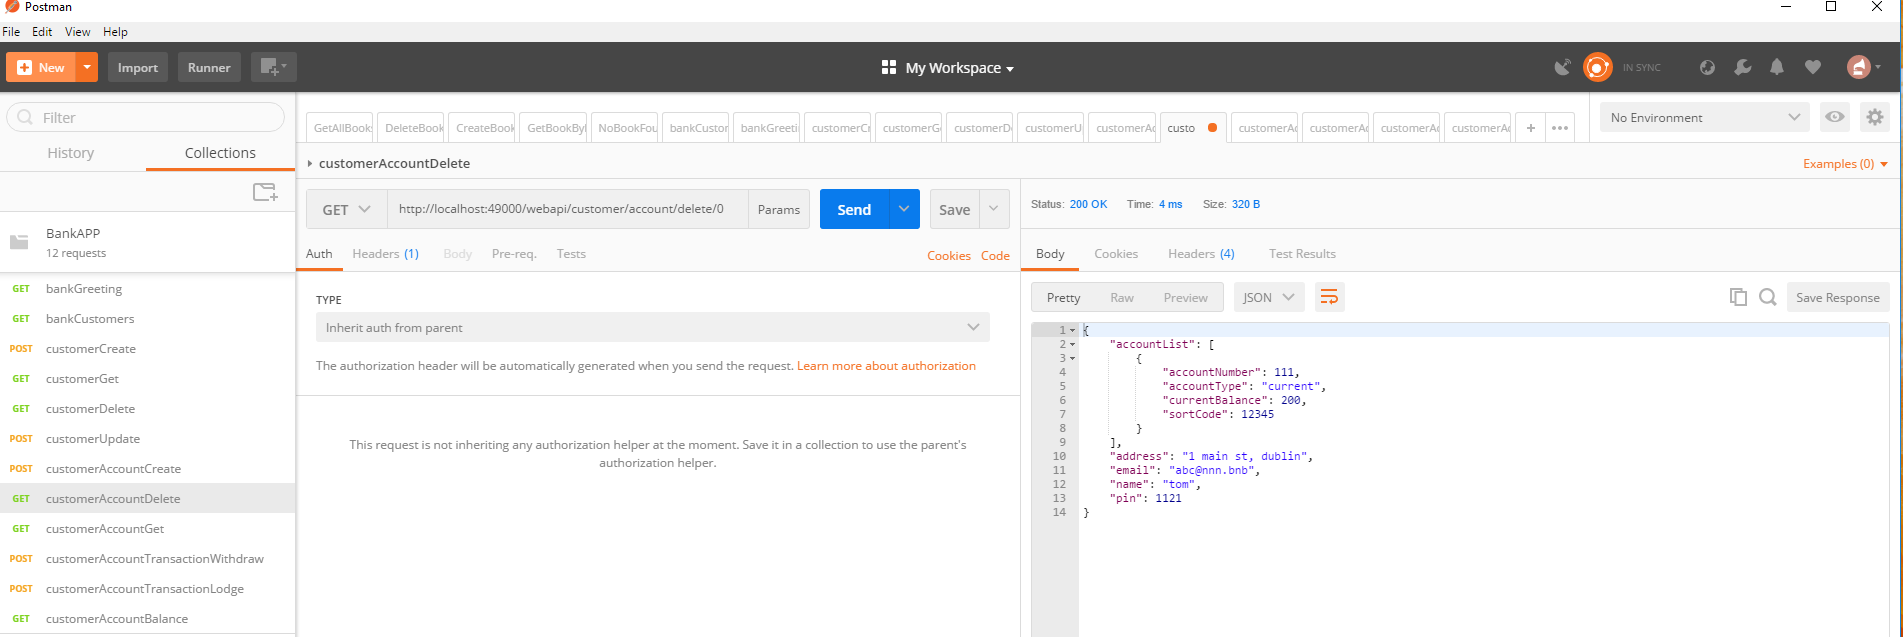 Postman
File Edit View Help
New Import Runner My Workspace IN SYNC
Filter
History Collections
BankAPP
12 requests
GET bankGreeting
GET bankCustomers
POST customerCreate
GET customerGet
GET customerDelete
POST customerUpdate
POST customerAccountCreate
GET customerAccountDelete
GET customerAccountGet
POST customerAccountTransactionWithdraw
POST customerAccountTransactionLodge
GET customerAccountBalance
GetAllBook DeleteBook CreateBook GetBookByI NoBookFou bankCustor bankGreeti customerC customerG customerD customerU customerA custo customerA customerA customerA customerA + •••
No Environment
customerAccountDelete
Examples (0)
GET http://localhost:49000/webapi/customer/account/delete/0 Params Send Save
Auth Headers (1) Body Pre-req. Tests Cookies Code
TYPE
Inherit auth from parent
The authorization header will be automatically generated when you send the request. Learn more about authorization
This request is not inheriting any authorization helper at the moment. Save it in a collection to use the parent's
authorization helper.
Status: 200 OK Time: 4 ms Size: 320 B
Body Cookies Headers (4) Test Results
Pretty Raw Preview JSON Save Response
1 {
2 "accountList": [
3 {
4 "accountNumber": 111,
5 "accountType": "current",
6 "currentBalance": 200,
7 "sortCode": 12345
8 }
9 ],
10 "address": "1 main st, dublin",
11 "email": "abc@nnn.bnb",
12 "name": "tom",
13 "pin": 1121
14 }